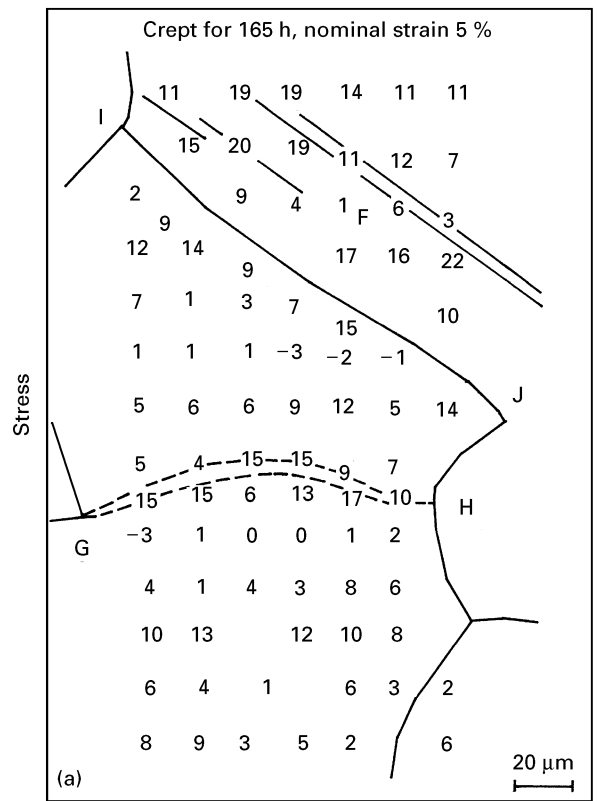 Crept for 165 h, nominal strain 5 %
11 19 19 14 11 11
I
15 20 19 11 12 7
2 9 4 1 6 3
F
9
12 14 9 17 16 22
7 1 3 7 15 10
1 1 1 −3 −2 −1
J
Stress
5 6 6 9 12 5 14
5 4 15 15 9 7
15 15 6 13 17 10 H
G
−3 1 0 0 1 2
4 1 4 3 8 6
10 13 12 10 8
6 4 1 6 3 2
8 9 3 5 2 6
20 μm
(a)